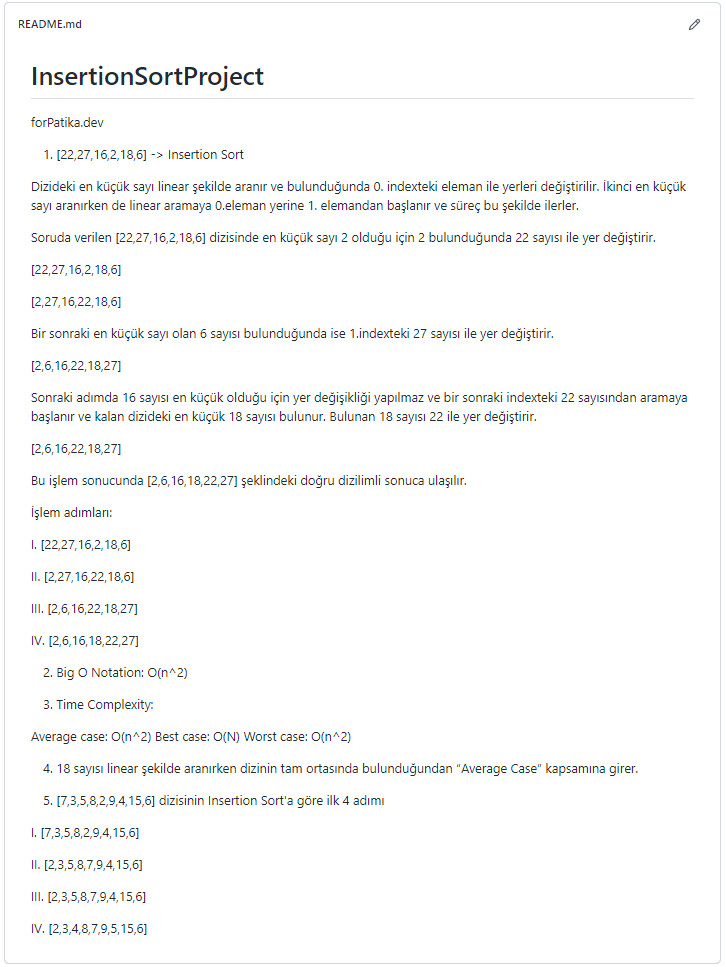 README.md
InsertionSortProject
forPatika.dev
1. [22,27,16,2,18,6] -> Insertion Sort
Dizideki en küçük sayı linear şekilde aranır ve bulunduğunda 0. indexteki eleman ile yerleri değiştirilir. İkinci en küçük
sayı aranırken de linear aramaya 0.eleman yerine 1. elemandan başlanır ve süreç bu şekilde ilerler.
Soruda verilen [22,27,16,2,18,6] dizisinde en küçük sayı 2 olduğu için 2 bulunduğunda 22 sayısı ile yer değiştirir.
[22,27,16,2,18,6]
[2,27,16,22,18,6]
Bir sonraki en küçük sayı olan 6 sayısı bulunduğunda ise 1.indexteki 27 sayısı ile yer değiştirir.
[2,6,16,22,18,27]
Sonraki adımda 16 sayısı en küçük olduğu için yer değişikliği yapılmaz ve bir sonraki indexteki 22 sayısından aramaya
başlanır ve kalan dizideki en küçük 18 sayısı bulunur. Bulunan 18 sayısı 22 ile yer değiştirir.
[2,6,16,22,18,27]
Bu işlem sonucunda [2,6,16,18,22,27] şeklindeki doğru dizilimli sonuca ulaşılır.
İşlem adımları:
I. [22,27,16,2,18,6]
II. [2,27,16,22,18,6]
III. [2,6,16,22,18,27]
IV. [2,6,16,18,22,27]
2. Big O Notation: O(n^2)
3. Time Complexity:
Average case: O(n^2) Best case: O(N) Worst case: O(n^2)
4. 18 sayısı linear şekilde aranırken dizinin tam ortasında bulunduğundan “Average Case” kapsamına girer.
5. [7,3,5,8,2,9,4,15,6] dizisinin Insertion Sort'a göre ilk 4 adımı
I. [7,3,5,8,2,9,4,15,6]
II. [2,3,5,8,7,9,4,15,6]
III. [2,3,5,8,7,9,4,15,6]
IV. [2,3,4,8,7,9,5,15,6]